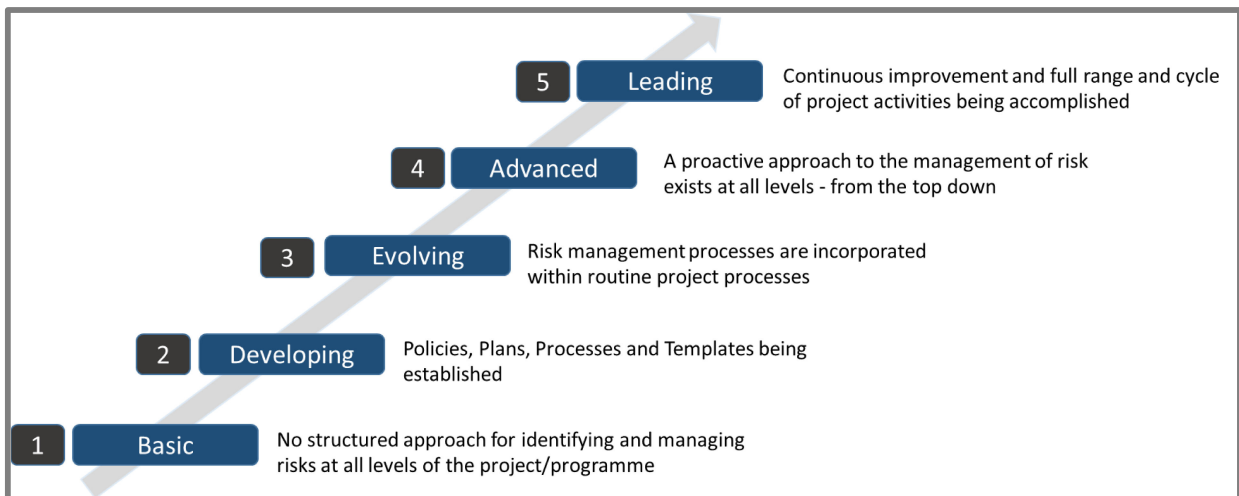 5
Leading
Continuous improvement and full range and cycle
of project activities being accomplished
4
Advanced
A proactive approach to the management of risk
exists at all levels - from the top down
3
Evolving
Risk management processes are incorporated
within routine project processes
2
Developing
Policies, Plans, Processes and Templates being
established
1
Basic
No structured approach for identifying and managing
risks at all levels of the project/programme